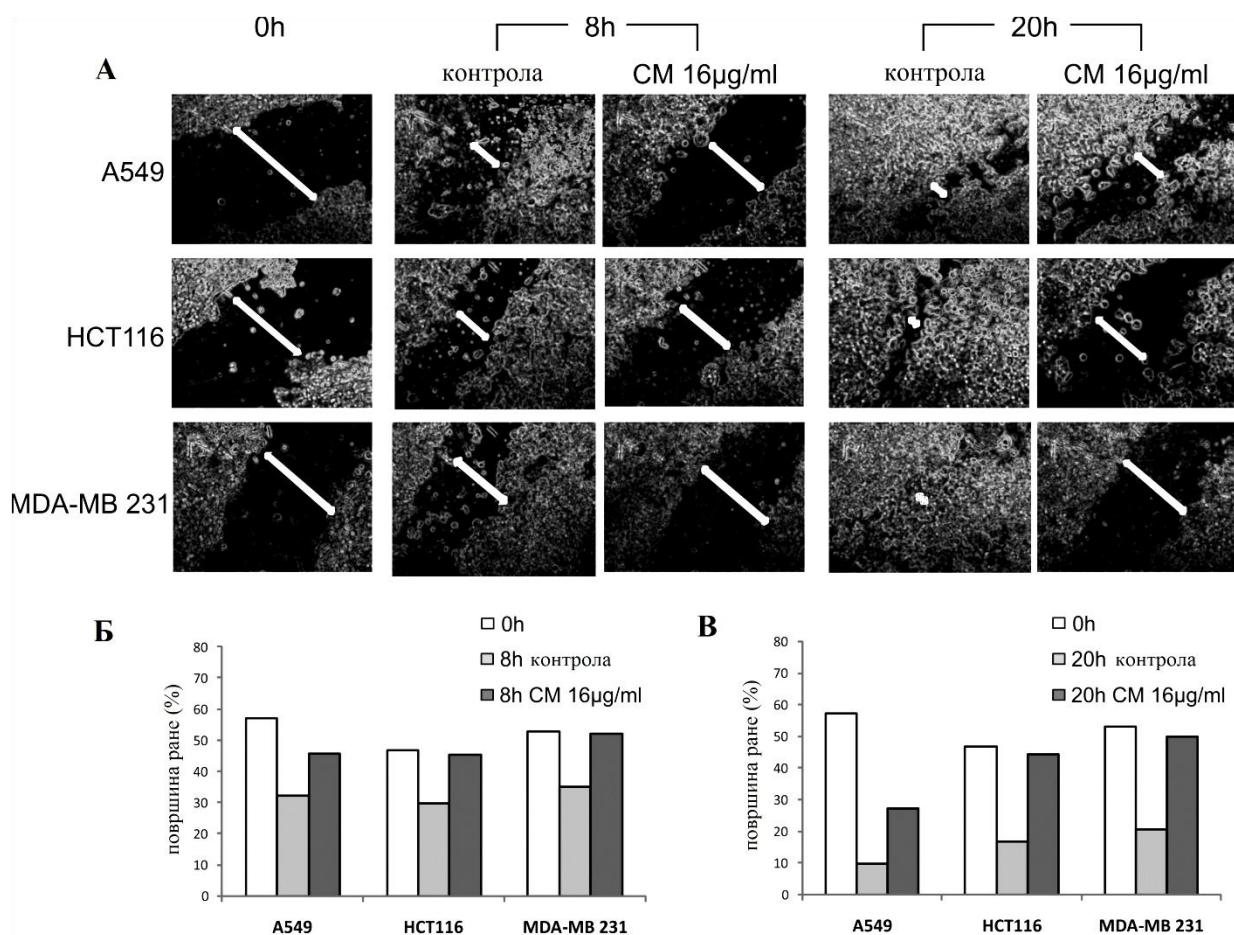 0h 8h 20h
А контрола CM 16µg/ml контрола CM 16µg/ml
A549
HCT116
MDA-MB 231
Б
0h
8h контрола
8h CM 16µg/ml
површина ране (%)
80
70
60
50
40
30
20
10
0
A549 HCT116 MDA-MB 231
В
0h
20h контрола
20h CM 16µg/ml
површина ране (%)
80
70
60
50
40
30
20
10
0
A549 HCT116 MDA-MB 231